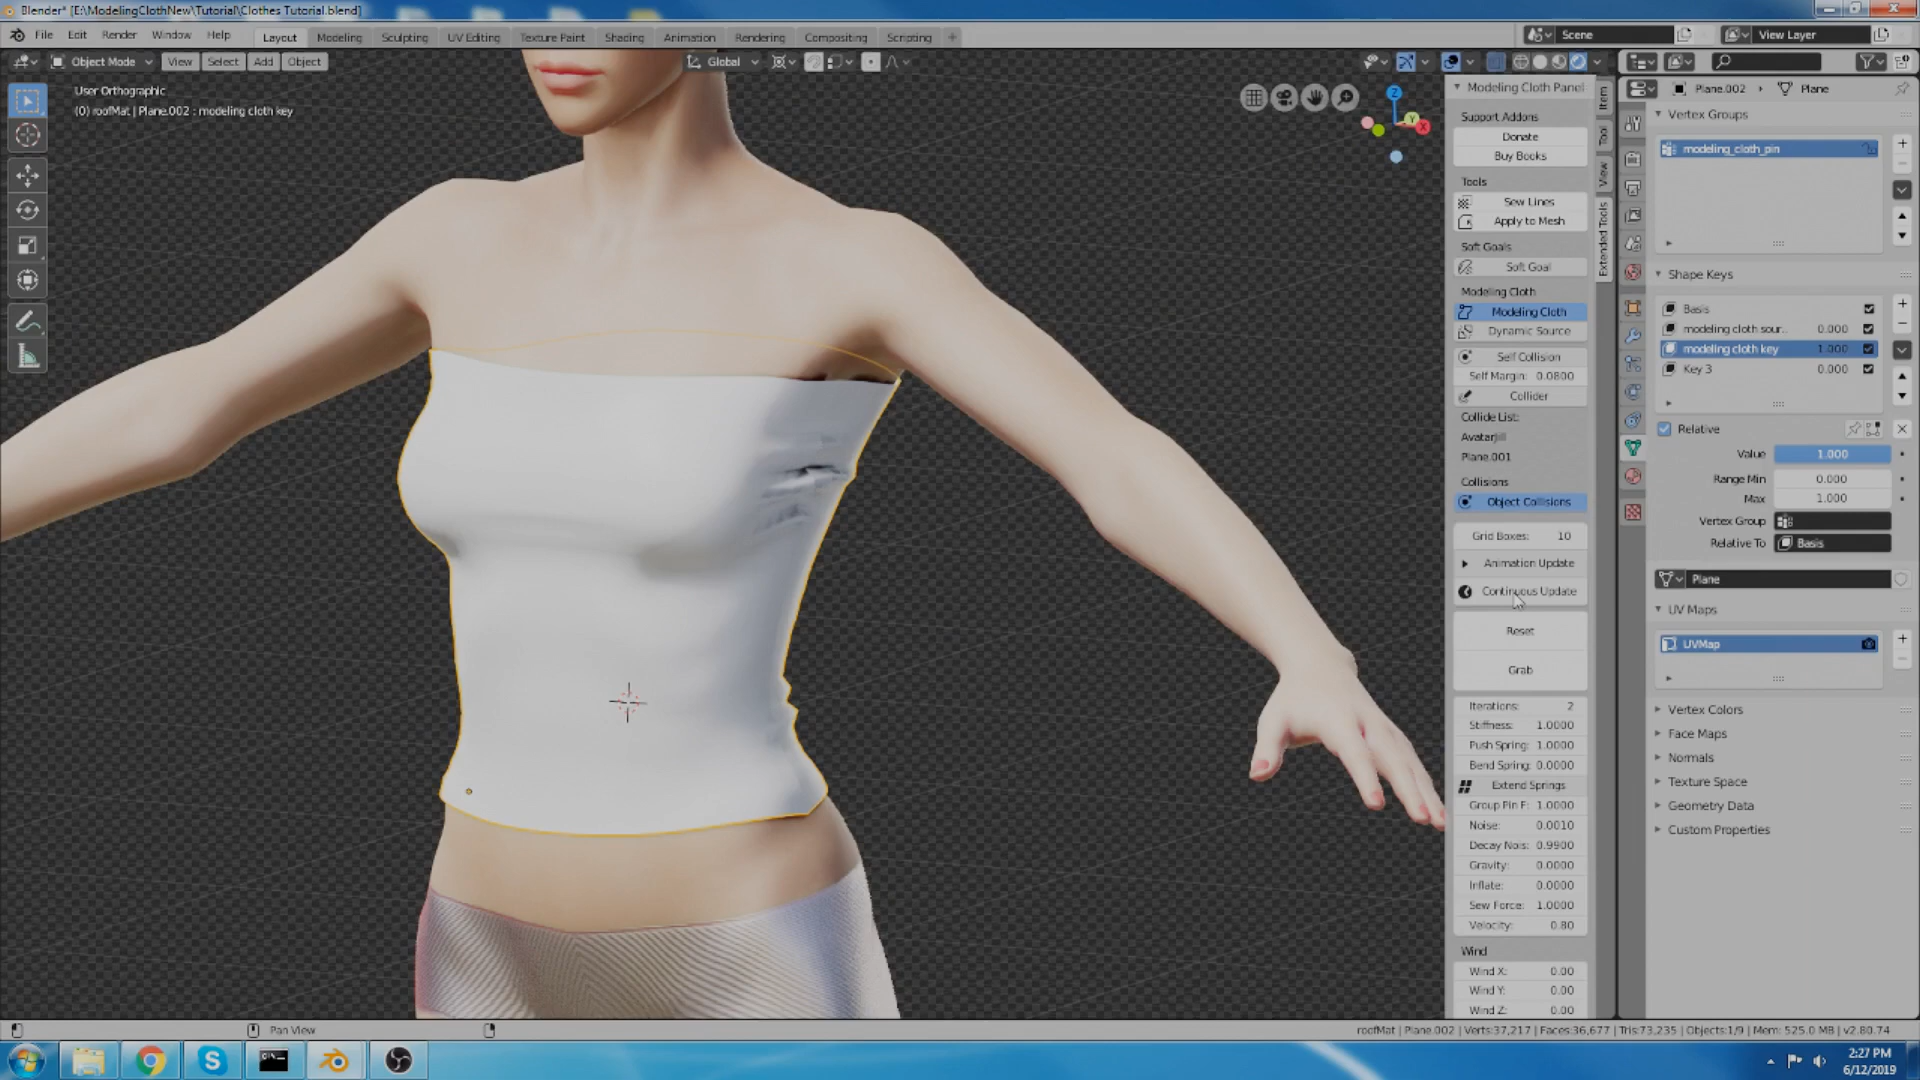 Blender* [E:\ModelingClothNew\Tutorial\Clothes Tutorial.blend]
File Edit Render Window Help
Layout Modeling Sculpting UV Editing Texture Paint Shading Animation Rendering Compositing Scripting +
Scene
View Layer
Object Mode View Select Add Object
Global
User Orthographic
(0) roofMat | Plane.002 : modeling cloth key
Z
Y
X
Modeling Cloth Panel
Support Addons
Donate
Buy Books
Tools
Sew Lines
Apply to Mesh
Soft Goals
Soft Goal
Modeling Cloth
Modeling Cloth
Dynamic Source
Self Collision
Self Margin: 0.0800
Collider
Collide List:
Plane.001
Collisions
Object Collisions
Grid Boxes: 10
Animation Update
Continuous Update
Reset
Grab
Iterations: 2
Stiffness: 1.0000
Push Spring: 1.0000
Bend Spring: 0.0000
Extend Springs
Group Pin F: 1.0000
Noise: 0.0010
Decay Nois: 0.9900
Gravity: 0.0000
Inflate: 0.0000
Sew Force: 1.0000
Velocity: 0.80
Wind
Wind X: 0.00
Wind Y: 0.00
Wind Z: 0.00
Item
Tool
View
Extended Tools
Plane.002 Plane
Vertex Groups
modeling_cloth_pin
Shape Keys
Basis
modeling cloth sour.. 0.000
modeling cloth key 1.000
Key 3 0.000
Relative
Value 1.000
Range Min 0.000
Max 1.000
Vertex Group
Relative To Basis
Plane
UV Maps
UVMap
Vertex Colors
Face Maps
Normals
Texture Space
Geometry Data
Custom Properties
Pan View
roofMat | Plane.002 | Verts:37,217 | Faces:36,677 | Tris:73,235 | Objects:1/9 | Mem: 525.0 MB | v2.80.74
2:27 PM
6/12/2019